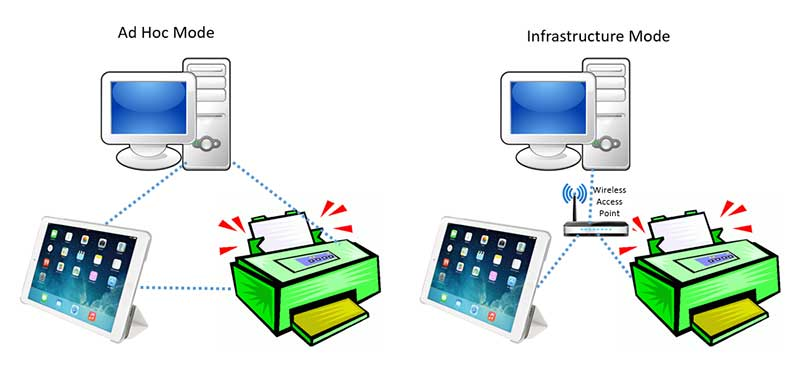 Ad Hoc Mode
Infrastructure Mode
Wireless
Access
Point